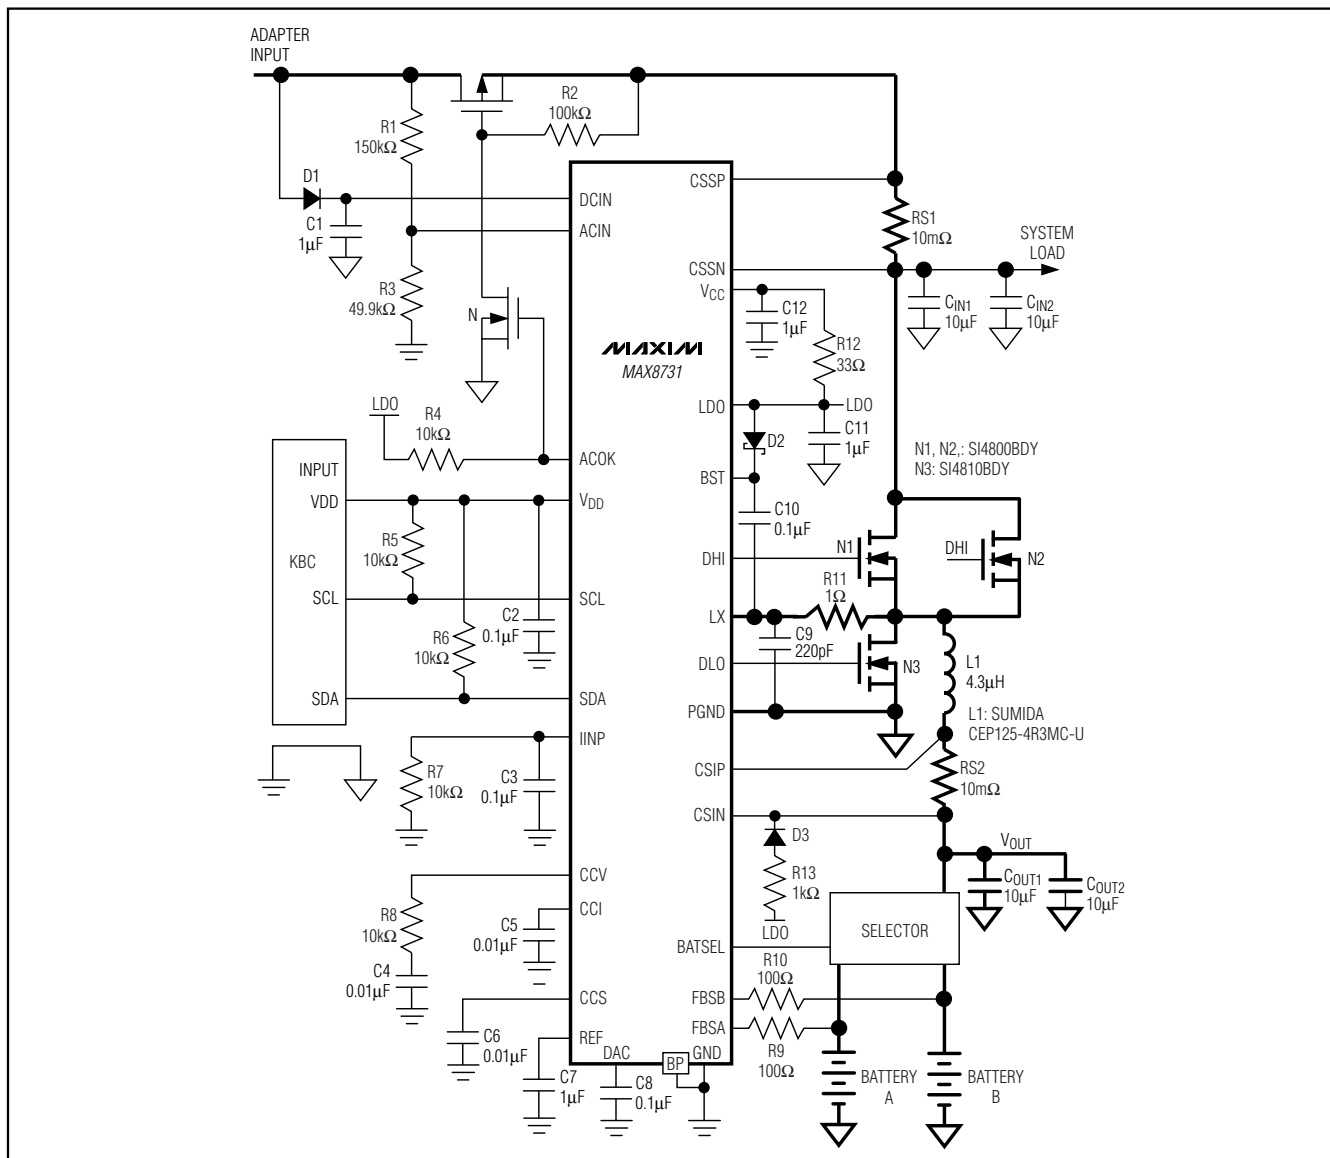 ADAPTER
INPUT
R1
150kΩ
R2
100kΩ
D1
C1
1µF
DCIN
ACIN
R3
49.9kΩ
N
MAXIM
MAX8731
CSSP
RS1
10mΩ
SYSTEM
LOAD
CSSN
VCC
C12
1µF
CIN1
10µF
CIN2
10µF
R12
33Ω
LDO
LDO
D2
C11
1µF
LDO
R4
10kΩ
ACOK
N1, N2,: SI4800BDY
N3: SI4810BDY
BST
C10
0.1µF
INPUT
VDD
KBC
SCL
SDA
VDD
R5
10kΩ
SCL
C2
0.1µF
R6
10kΩ
SDA
DHI
N1
DHI
N2
R11
1Ω
LX
C9
220pF
DLO
N3
L1
4.3µH
PGND
L1: SUMIDA
CEP125-4R3MC-U
IINP
R7
10kΩ
C3
0.1µF
CSIP
RS2
10mΩ
CSIN
D3
R13
1kΩ
LDO
VOUT
COUT1
10µF
COUT2
10µF
CCV
R8
10kΩ
C4
0.01µF
CCI
C5
0.01µF
SELECTOR
BATSEL
R10
100Ω
FBSB
FBSA
R9
100Ω
CCS
C6
0.01µF
REF
C7
1µF
DAC
C8
0.1µF
BP
GND
BATTERY
A
BATTERY
B